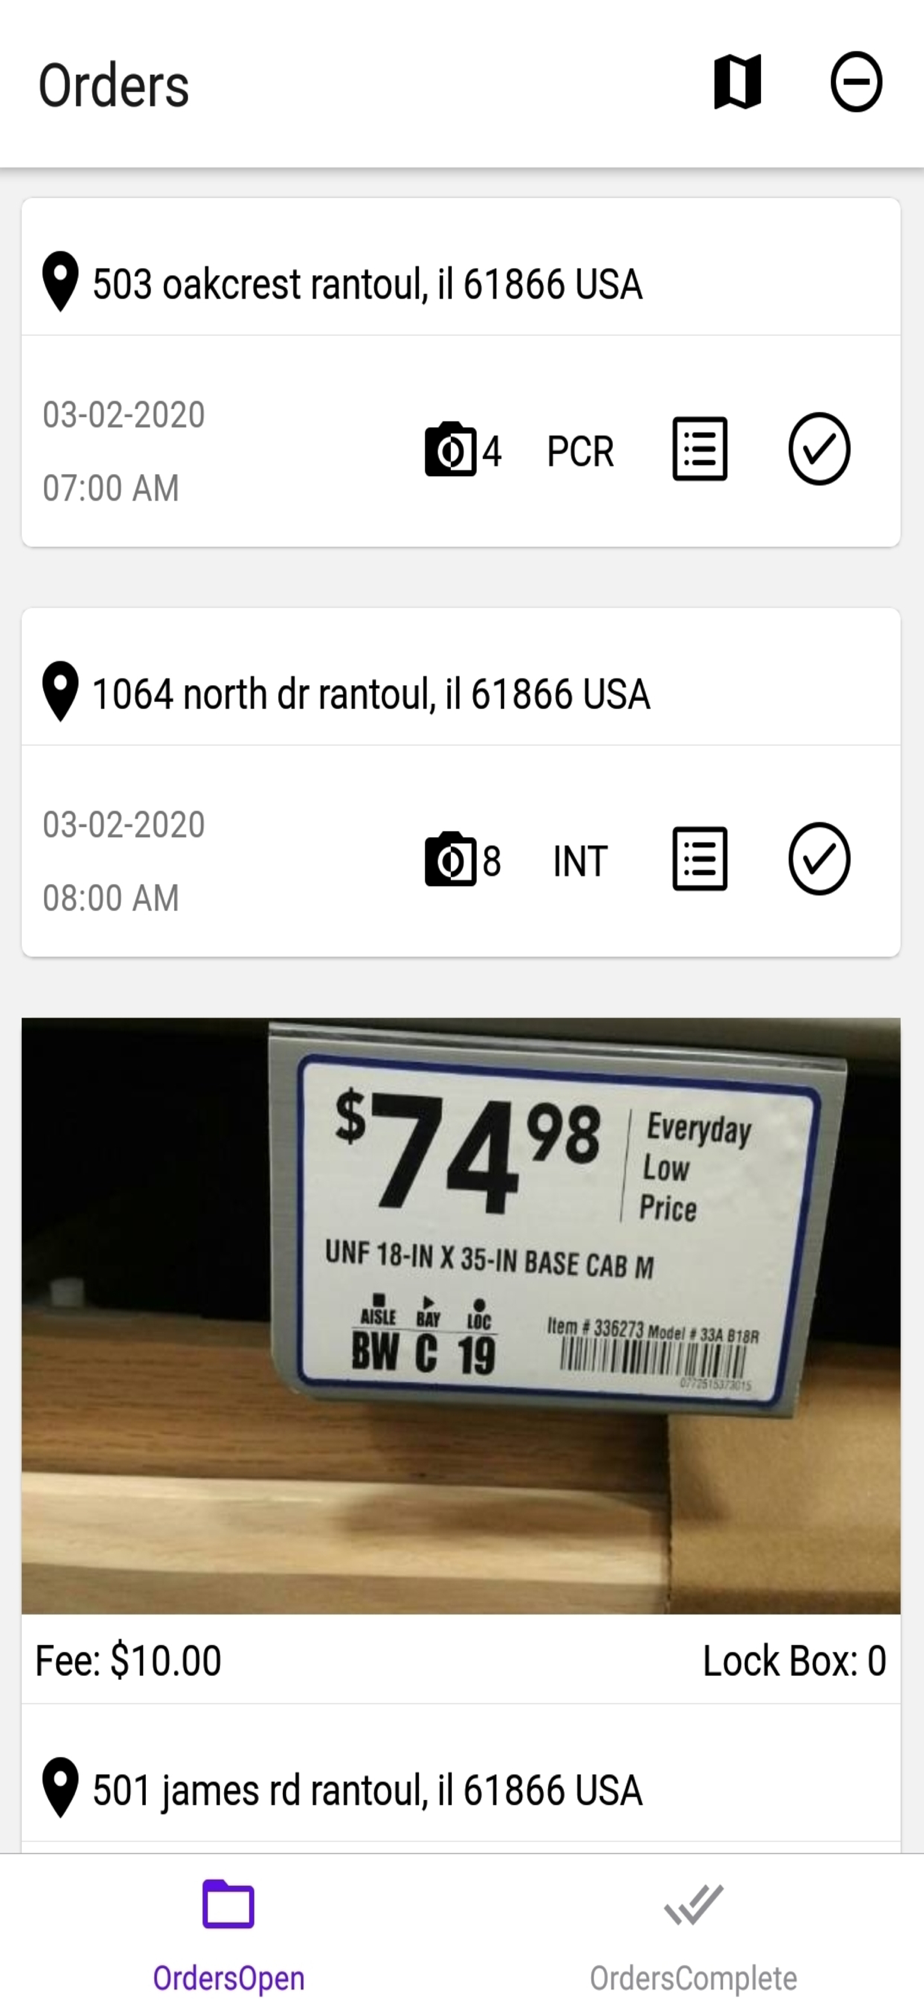 Orders
503 oakcrest rantoul, il 61866 USA
03-02-2020
4 PCR
07:00 AM
1064 north dr rantoul, il 61866 USA
03-02-2020
8 INT
08:00 AM
$74 98 Everyday
Low
Price
UNF 18-IN X 35-IN BASE CAB M
AISLE BAY LOC
BW C 19
Item # 336273 Model # 33A B18R
Fee: $10.00 Lock Box: 0
501 james rd rantoul, il 61866 USA
OrdersOpen OrdersComplete